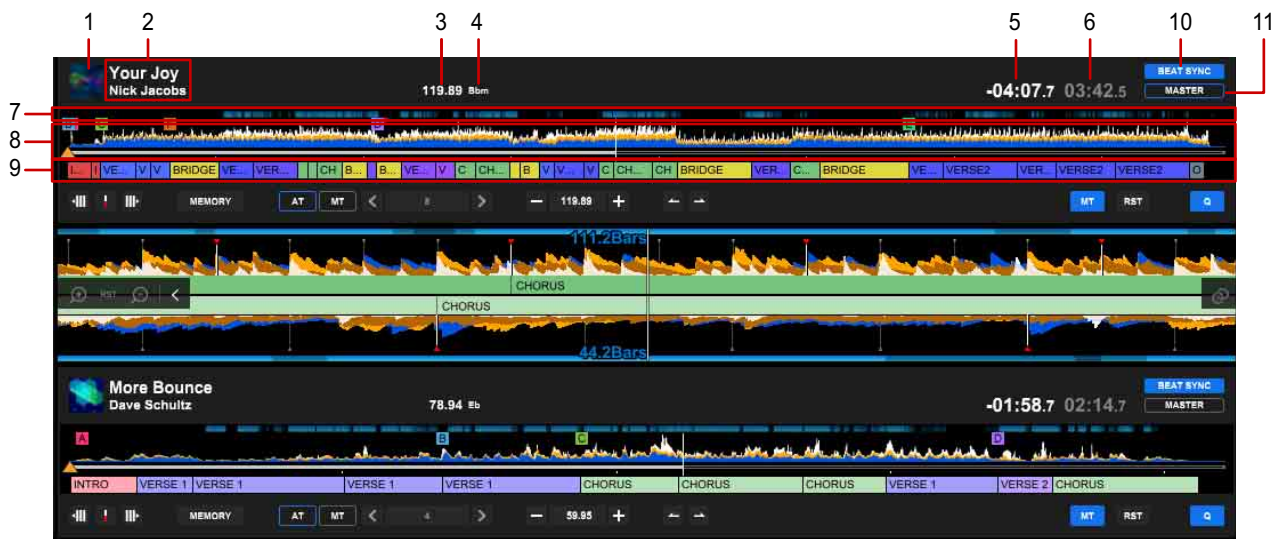 1 2 3 4 5 6 10 11
Your Joy
Nick Jacobs
119.89 Bbm
-04:07.7 03:42.5
BEAT SYNC
MASTER
7
8
9
I... I VE... V V BRIDGE VE... VER... CH B... B... VE... V C CH... B V V... V C CH... CH BRIDGE VER... C... BRIDGE VE... VERSE2 VER... VERSE2 VERSE2 O
MEMORY AT MT 8 119.89 MT RST Q
111.2Bars
CHORUS
RST
CHORUS
44.2Bars
More Bounce
Dave Schultz
78.94 Eb
-01:58.7 02:14.7
BEAT SYNC
MASTER
A B C D
INTRO VERSE 1 VERSE 1 VERSE 1 VERSE 1 CHORUS CHORUS CHORUS VERSE 1 VERSE 2 CHORUS
MEMORY AT MT 4 59.95 MT RST Q